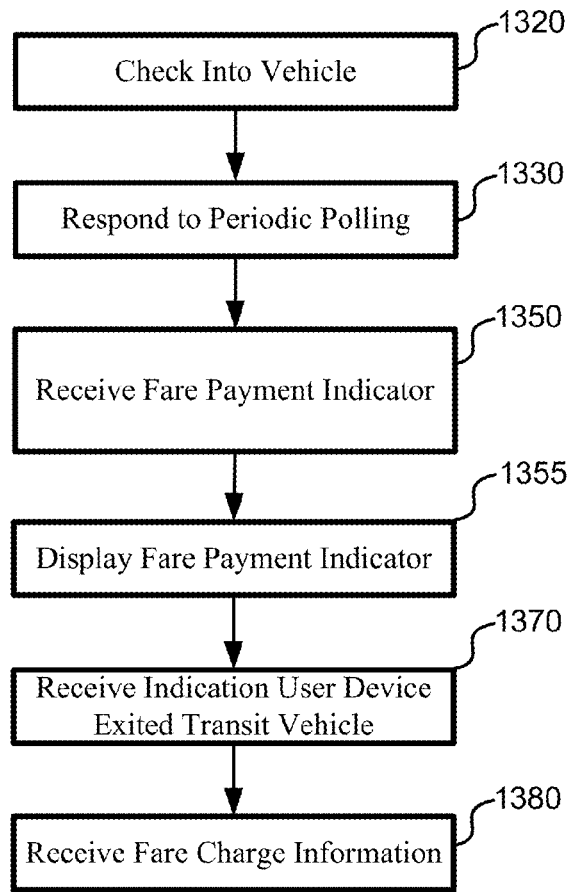 1320
Check Into Vehicle
1330
Respond to Periodic Polling
1350
Receive Fare Payment Indicator
1355
Display Fare Payment Indicator
1370
Receive Indication User Device
Exited Transit Vehicle
1380
Receive Fare Charge Information